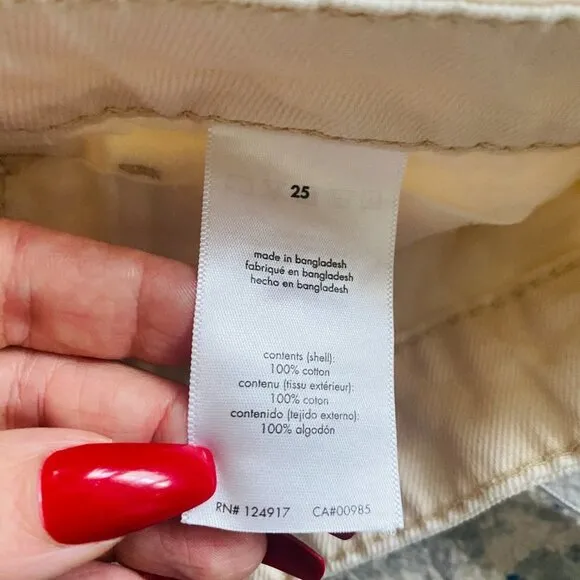 25
made in bangladesh
fabriqué en bangladesh
hecho en bangladesh
contents (shell):
100% cotton
contenu (tissu extérieur):
100% coton
contenido (tejido externo):
100% algodón
RN# 124917 CA#00985